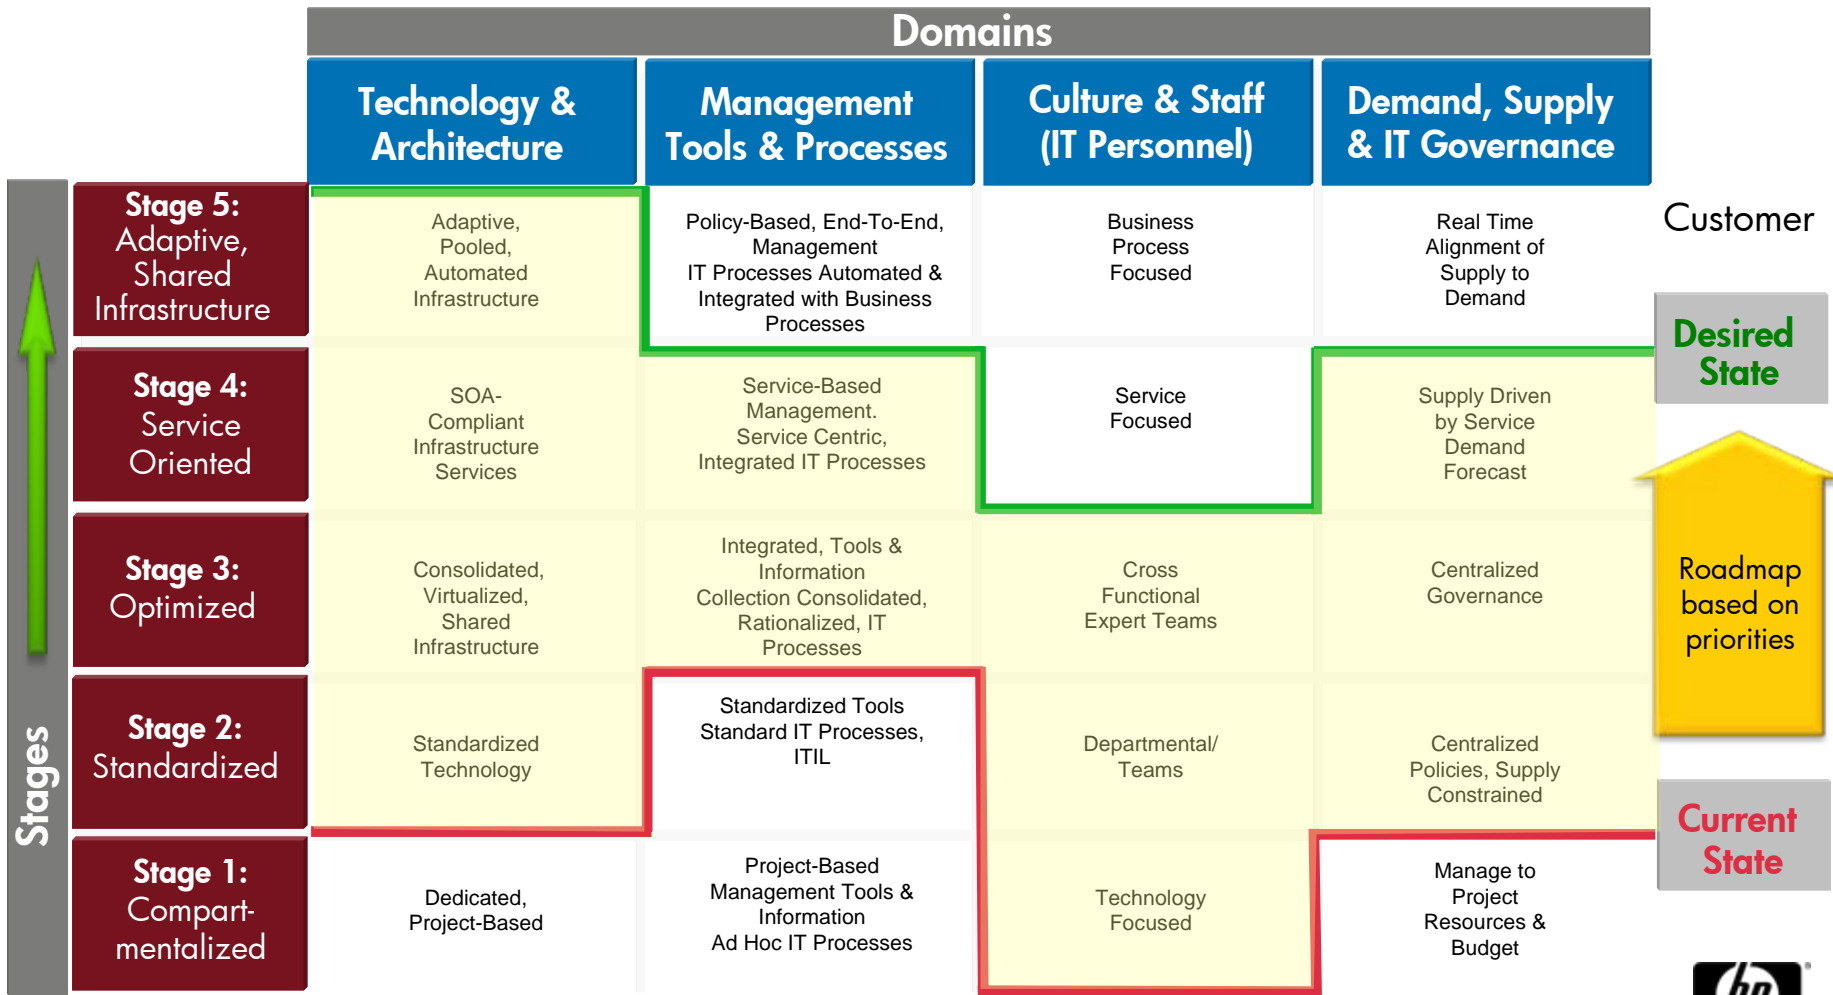 Domains
Technology &
Architecture
Management
Tools & Processes
Culture & Staff
(IT Personnel)
Demand, Supply
& IT Governance
Stage 5:
Adaptive,
Shared
Infrastructure
Adaptive,
Pooled,
Automated
Infrastructure
Policy-Based, End-To-End,
Management
IT Processes Automated &
Integrated with Business
Processes
Business
Process
Focused
Real Time
Alignment of
Supply to
Demand
Customer
Desired
State
Stage 4:
Service
Oriented
SOA-
Compliant
Infrastructure
Services
Service-Based
Management.
Service Centric,
Integrated IT Processes
Service
Focused
Supply Driven
by Service
Demand
Forecast
Stage 3:
Optimized
Consolidated,
Virtualized,
Shared
Infrastructure
Integrated, Tools &
Information
Collection Consolidated,
Rationalized, IT
Processes
Cross
Functional
Expert Teams
Centralized
Governance
Roadmap
based on
priorities
Stage 2:
Standardized
Standardized
Technology
Standardized Tools
Standard IT Processes,
ITIL
Departmental/
Teams
Centralized
Policies, Supply
Constrained
Current
State
Stage 1:
Compart-
mentalized
Dedicated,
Project-Based
Project-Based
Management Tools &
Information
Ad Hoc IT Processes
Technology
Focused
Manage to
Project
Resources &
Budget
Stages
hp